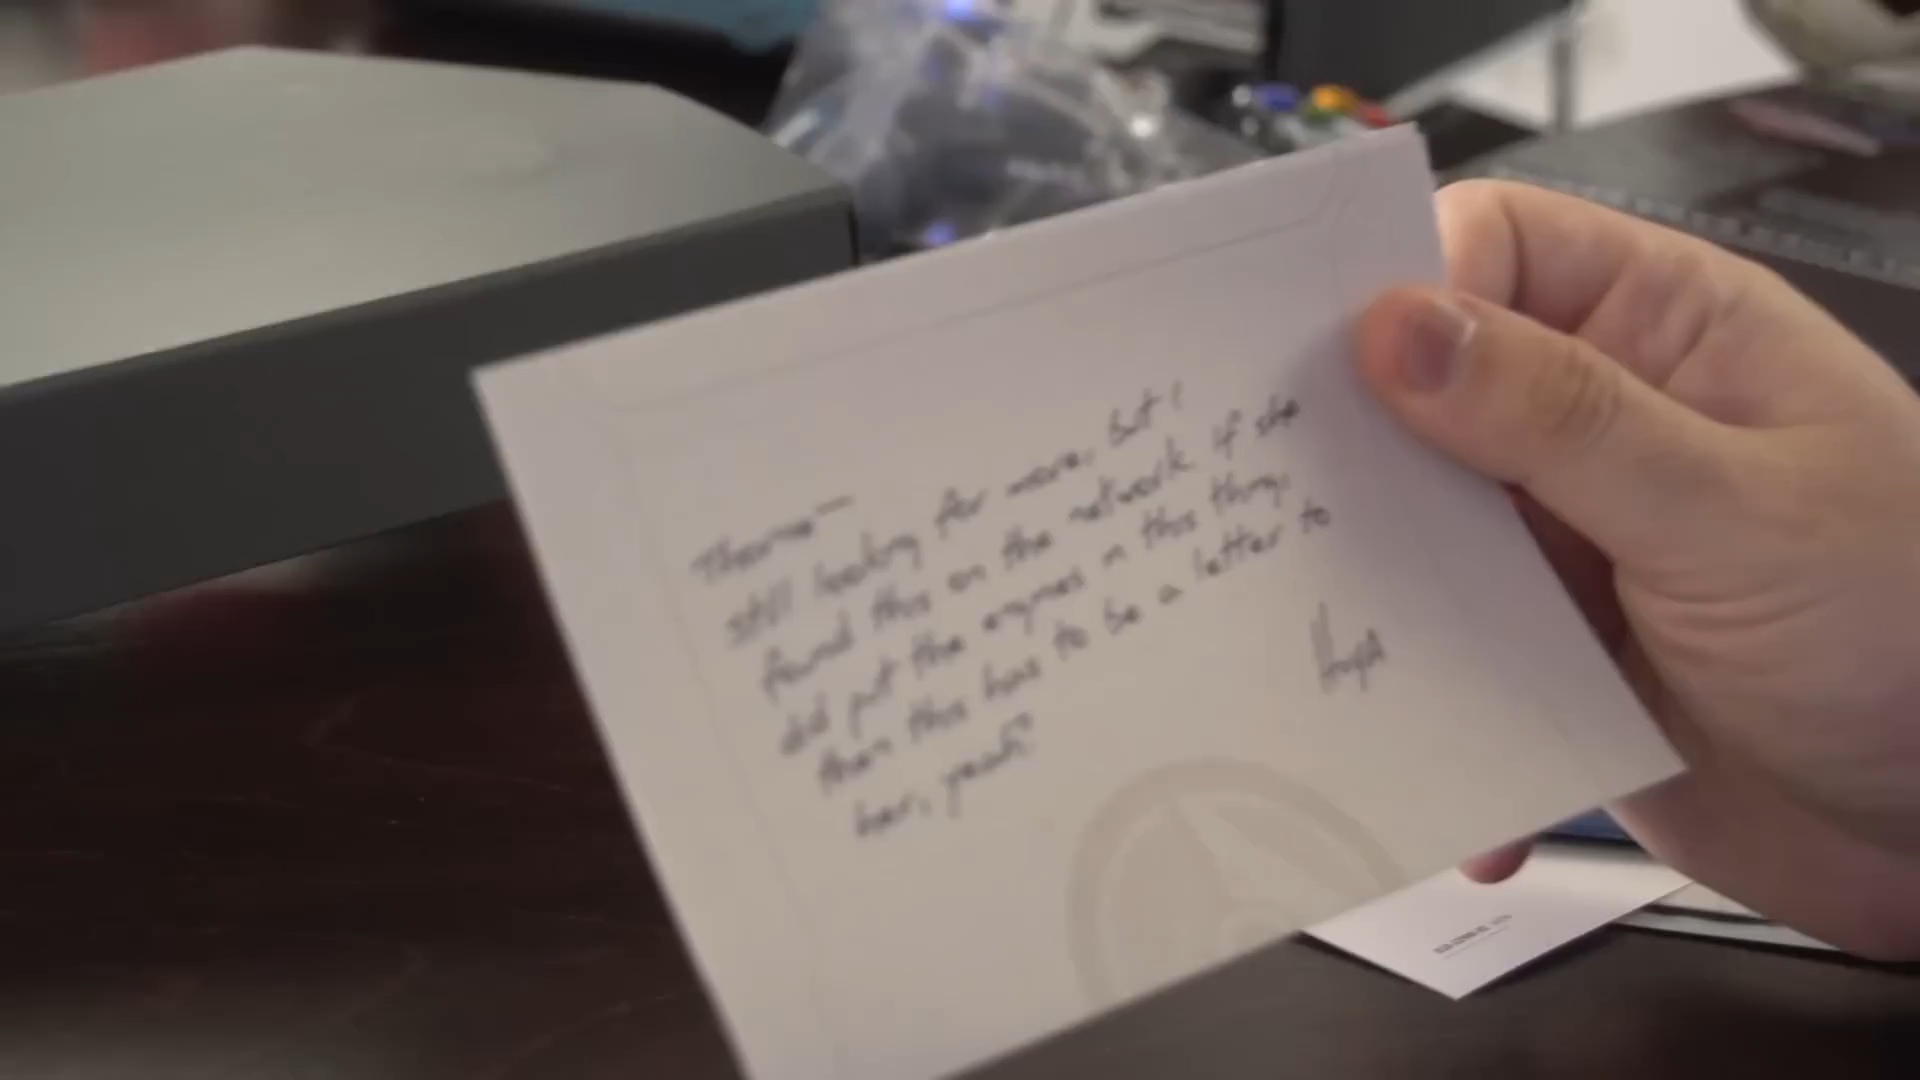 Thorne—
still looking for more, but I
found this on the network. If she
did put the enzymes in this thing,
then this has to be a letter to
her, yeah?